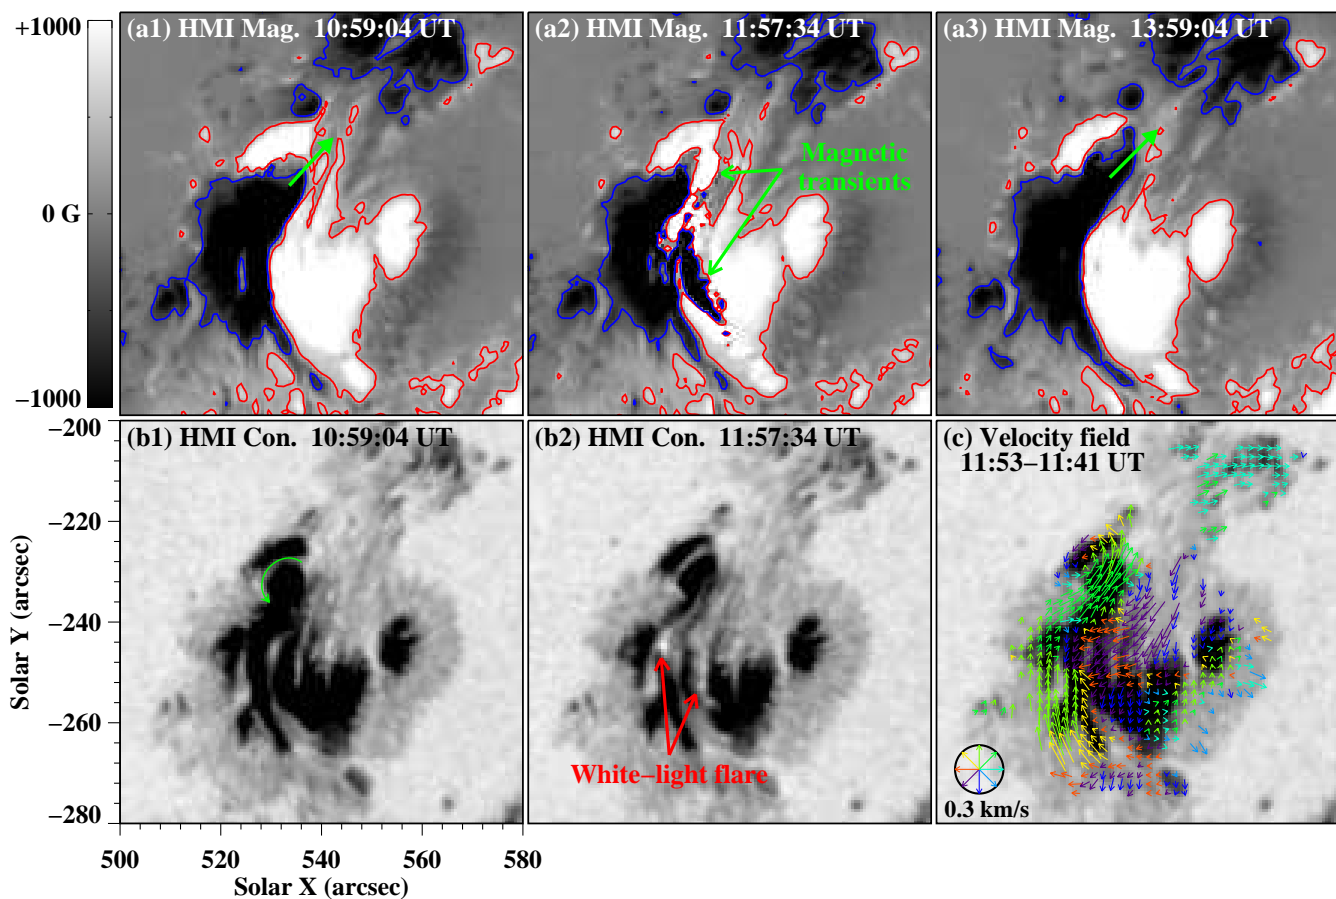 +1000
0 G
−1000
(a1) HMI Mag. 10:59:04 UT
(a2) HMI Mag. 11:57:34 UT
Magnetic
transients
(a3) HMI Mag. 13:59:04 UT
(b1) HMI Con. 10:59:04 UT
(b2) HMI Con. 11:57:34 UT
White−light flare
(c) Velocity field
11:53−11:41 UT
0.3 km/s
−200
−220
−240
−260
−280
Solar Y (arcsec)
500 520 540 560 580
Solar X (arcsec)